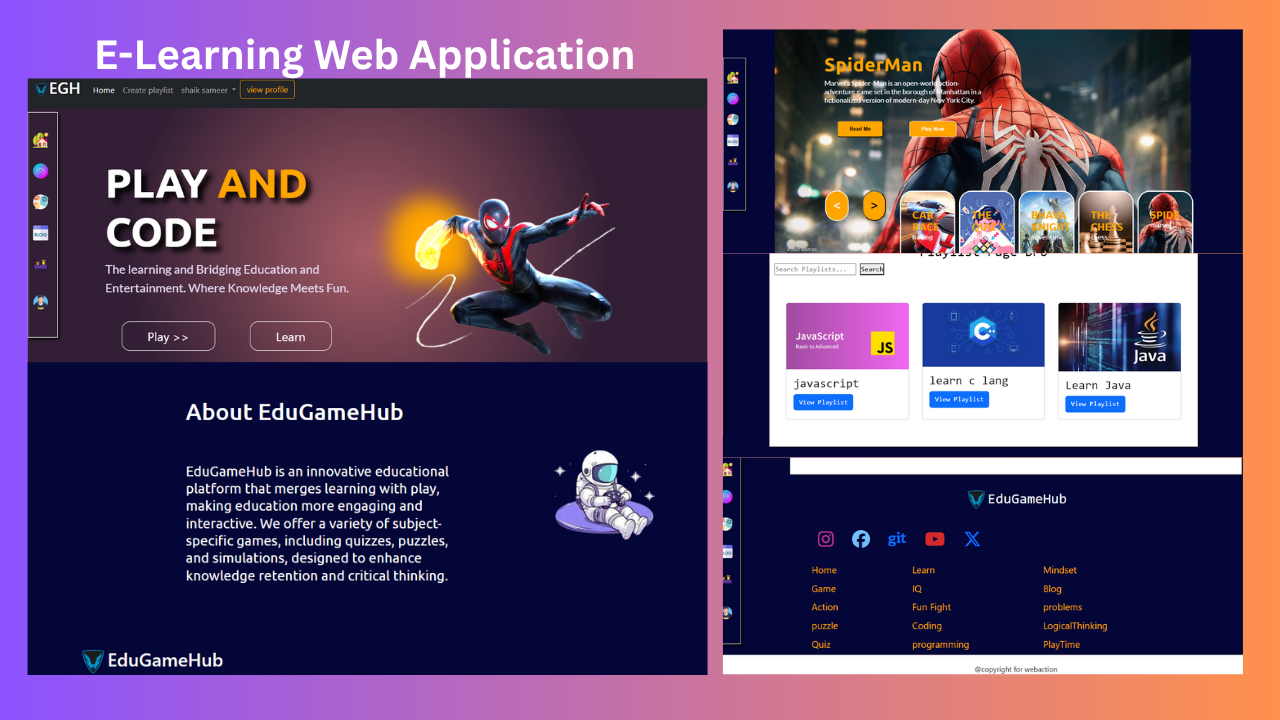 E-Learning Web Application
EGH Home Create playlist shaik sameer view profile
PLAY AND
CODE
The learning and Bridging Education and
Entertainment. Where Knowledge Meets Fun.
Play >> Learn
About EduGameHub
EduGameHub is an innovative educational
platform that merges learning with play,
making education more engaging and
interactive. We offer a variety of subject-
specific games, including quizzes, puzzles,
and simulations, designed to enhance
knowledge retention and critical thinking.
EduGameHub
SpiderMan
Marvel's Spider-Man is an open-world action-
adventure game set in the borough of Manhattan in a
fictionalized version of modern-day New York City.
Read Me Play Now
< >
CAR
RACE
Racing
THE
BRAVE
KNIGHT
adventure
THE
CHESS
chess
SPIDE
marvel
Search Playlists... Search
JavaScript
Basic to Advanced
JS
javascript
View Playlist
C++
learn c lang
View Playlist
Java
Learn Java
View Playlist
EduGameHub
git
Home Learn Mindset
Game IQ Blog
Action Fun Fight problems
puzzle Coding LogicalThinking
Quiz programming PlayTime
@copyright for webaction